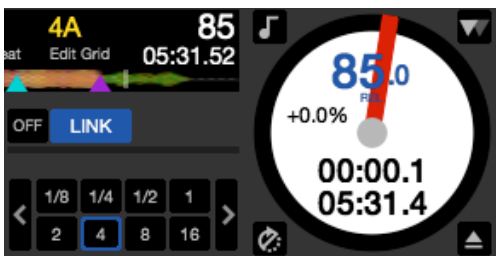 4A 85
eat Edit Grid 05:31.52
OFF LINK
1/8 1/4 1/2 1
2 4 8 16
85.0
+0.0%
00:00.1
05:31.4